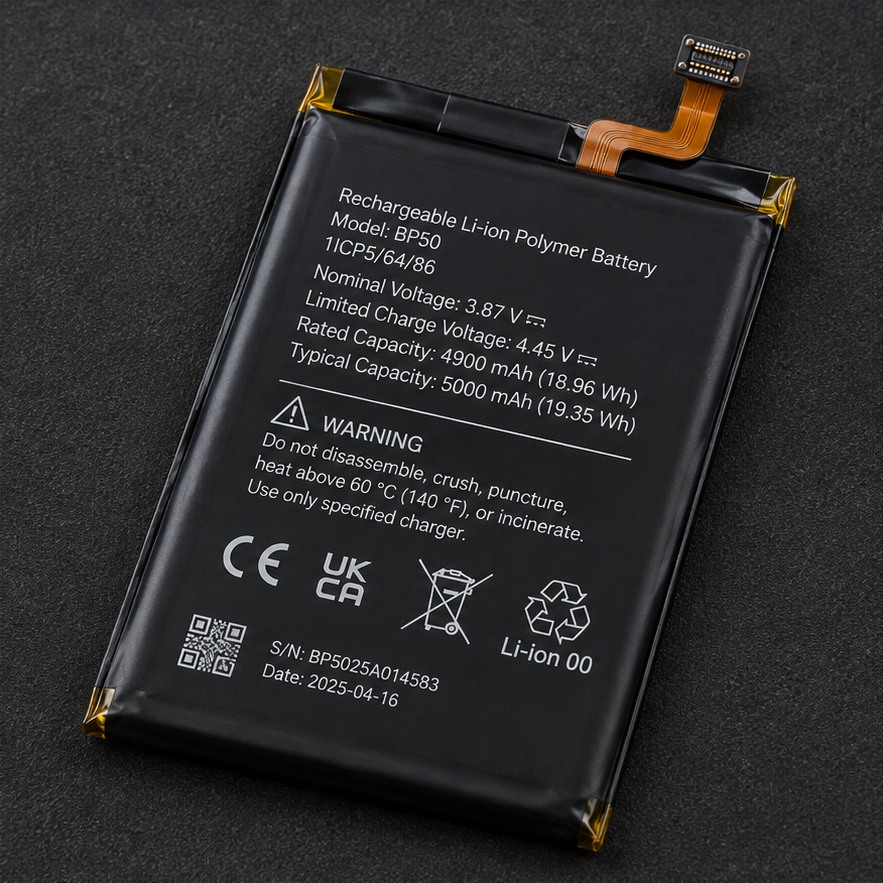 Rechargeable Li-ion Polymer Battery
Model: BP50
1ICP5/64/86
Nominal Voltage: 3.87 V ⎓
Limited Charge Voltage: 4.45 V ⎓
Rated Capacity: 4900 mAh (18.96 Wh)
Typical Capacity: 5000 mAh (19.35 Wh)
WARNING
Do not disassemble, crush, puncture,
heat above 60 °C (140 °F), or incinerate.
Use only specified charger.
CE
UK
CA
Li-ion 00
S/N: BP5025A014583
Date: 2025-04-16